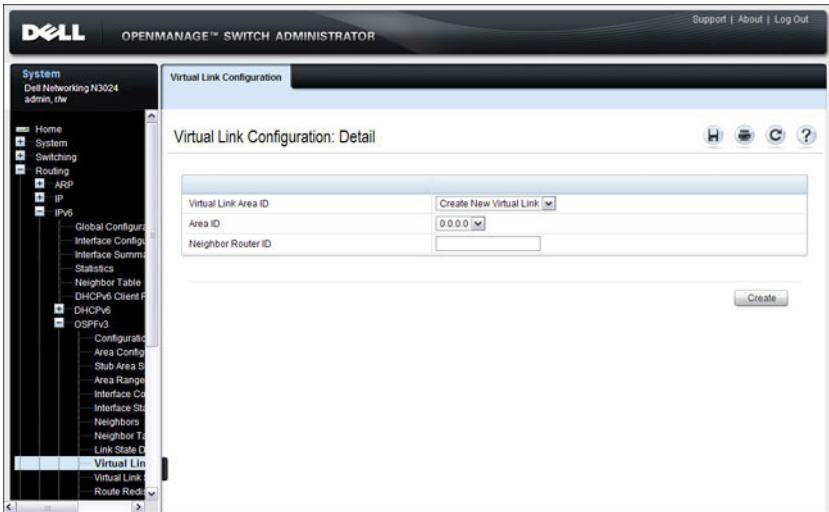 Support | About | Log Out
DELL OPENMANAGE™ SWITCH ADMINISTRATOR
System
Dell Networking N3024
admin, r/w
Home
System
Switching
Routing
ARP
IP
IPv6
Global Configura
Interface Configu
Interface Summa
Statistics
Neighbor Table
DHCPv6 Client P
DHCPv6
OSPFv3
Configuratio
Area Config
Stub Area S
Area Range
Interface Co
Interface Sta
Neighbors
Neighbor Ta
Link State D
Virtual Lin
Virtual Link S
Route Redis
Virtual Link Configuration
Virtual Link Configuration: Detail
Virtual Link Area ID Create New Virtual Link
Area ID 0.0.0.0
Neighbor Router ID
Create